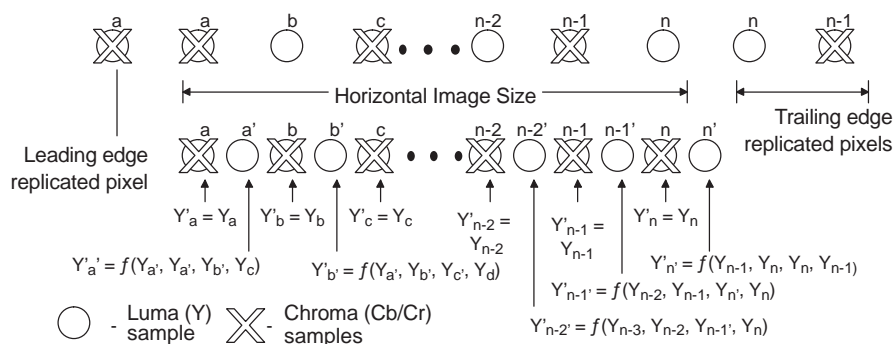 a a b c n-2 n-1 n n n-1
Horizontal Image Size
Leading edge
replicated pixel
Trailing edge
replicated pixels
a a' b b' c n-2 n-2' n-1 n-1' n n'
Y'a = Ya Y'b = Yb Y'c = Yc Y'n-2 = Yn-2 Y'n-1 = Yn-1 Y'n = Yn
Y'a' = f(Ya', Ya', Yb', Yc) Y'b' = f(Ya', Yb', Yc', Yd) Y'n' = f(Yn-1, Yn, Yn, Yn-1)
Y'n-1' = f(Yn-2, Yn-1, Yn', Yn)
Y'n-2' = f(Yn-3, Yn-2, Yn-1', Yn)
- Luma (Y)
sample
- Chroma (Cb/Cr)
samples